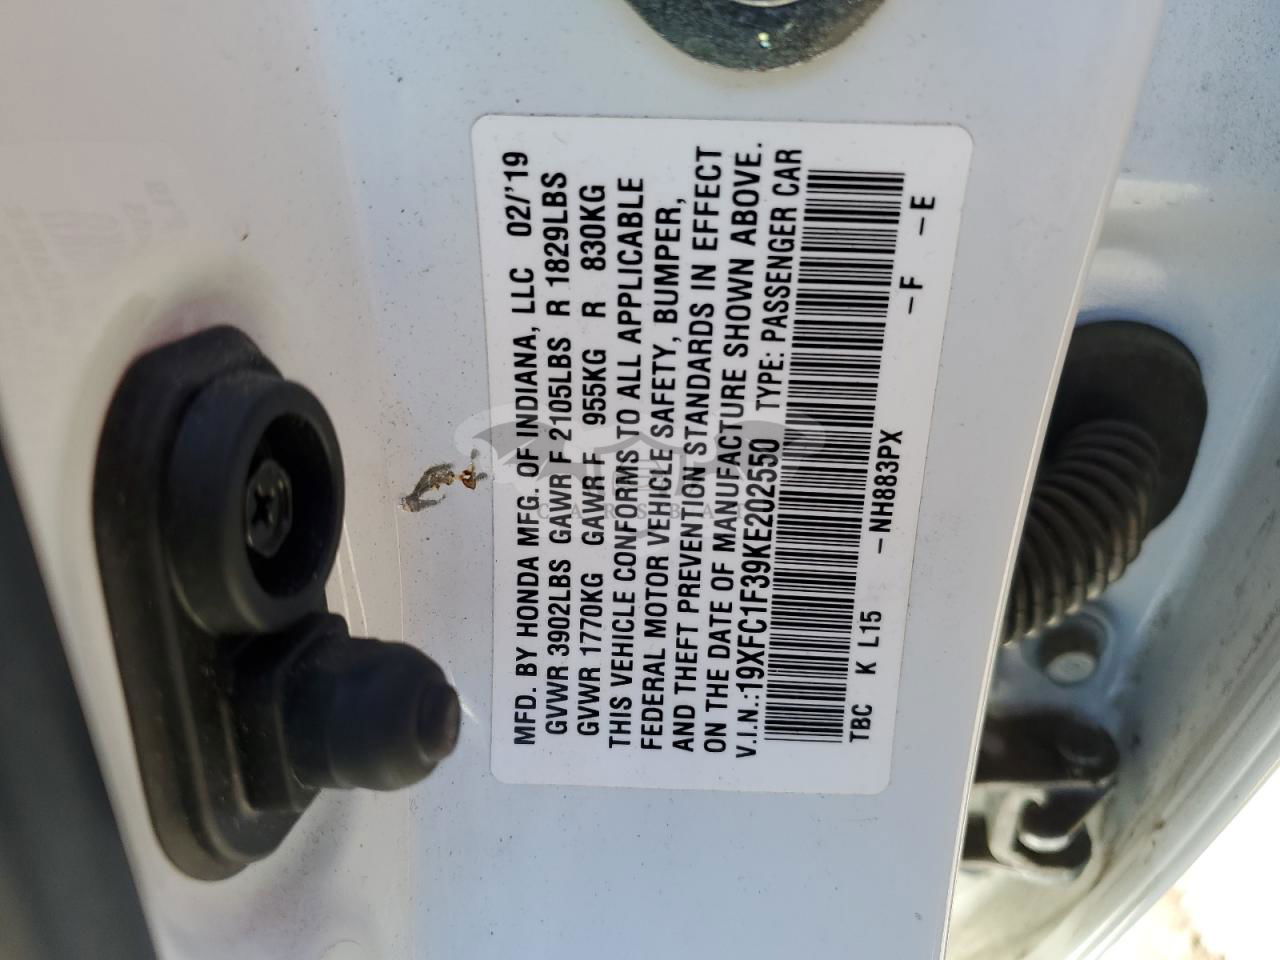 MFD. BY HONDA MFG. OF INDIANA, LLC 02/'19
GVWR 3902LBS GAWR F 2105LBS R 1829LBS
GVWR 1770KG GAWR F 955KG R 830KG
THIS VEHICLE CONFORMS TO ALL APPLICABLE
FEDERAL MOTOR VEHICLE SAFETY, BUMPER,
AND THEFT PREVENTION STANDARDS IN EFFECT
ON THE DATE OF MANUFACTURE SHOWN ABOVE.
V.I.N.:19XFC1F39KE202550 TYPE: PASSENGER CAR
TBC K L15 -NH883PX -F -E